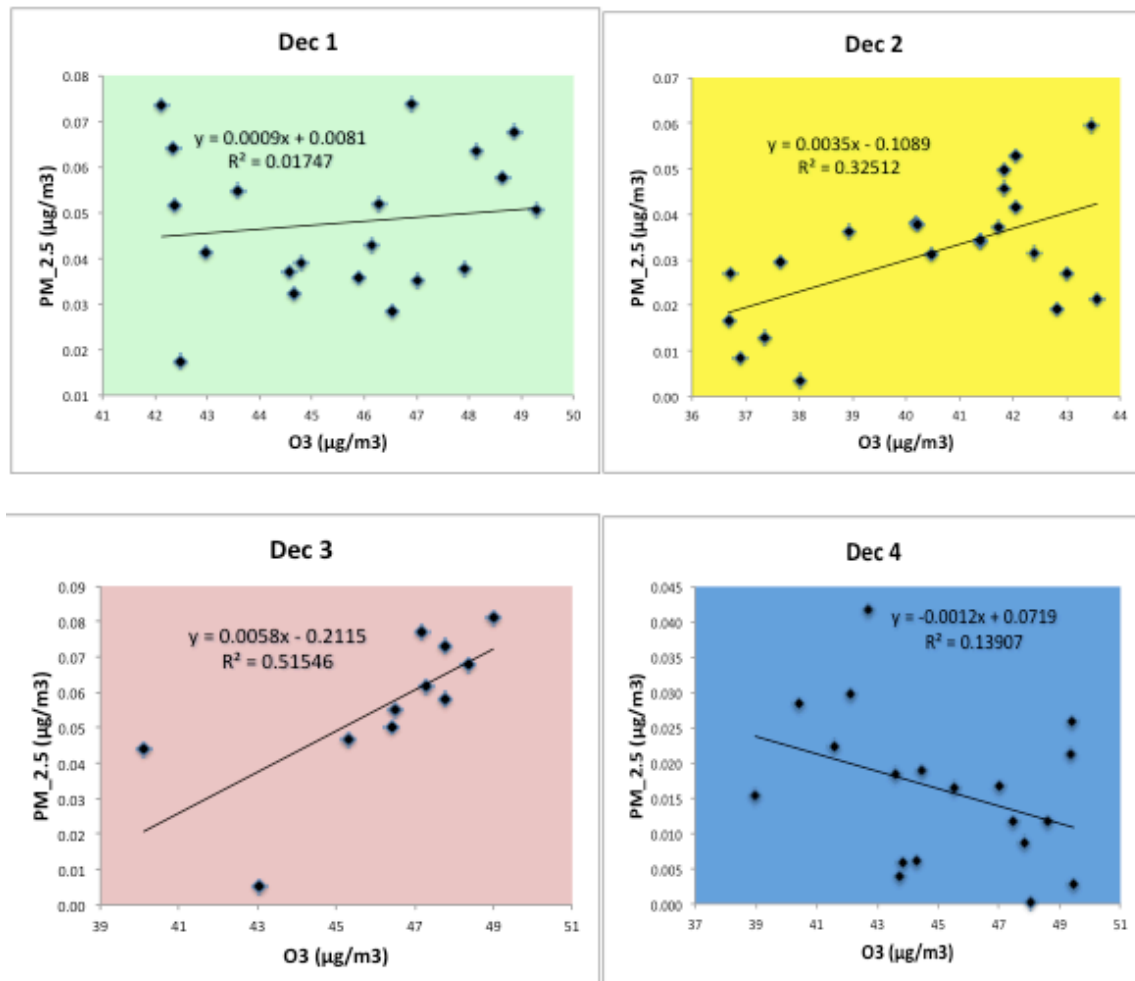 Dec 1
0.08
0.07
0.06
0.05
0.04
0.03
0.02
0.01
PM_2.5 (µg/m3)
y = 0.0009x + 0.0081
R² = 0.01747
41 42 43 44 45 46 47 48 49 50
O3 (µg/m3)
Dec 2
0.07
0.06
0.05
0.04
0.03
0.02
0.01
0.00
PM_2.5 (µg/m3)
y = 0.0035x - 0.1089
R² = 0.32512
36 37 38 39 40 41 42 43 44
O3 (µg/m3)
Dec 3
0.09
0.08
0.07
0.06
0.05
0.04
0.03
0.02
0.01
0.00
PM_2.5 (µg/m3)
y = 0.0058x - 0.2115
R² = 0.51546
39 41 43 45 47 49 51
O3 (µg/m3)
Dec 4
0.045
0.040
0.035
0.030
0.025
0.020
0.015
0.010
0.005
0.000
PM_2.5 (µg/m3)
y = -0.0012x + 0.0719
R² = 0.13907
37 39 41 43 45 47 49 51
O3 (µg/m3)